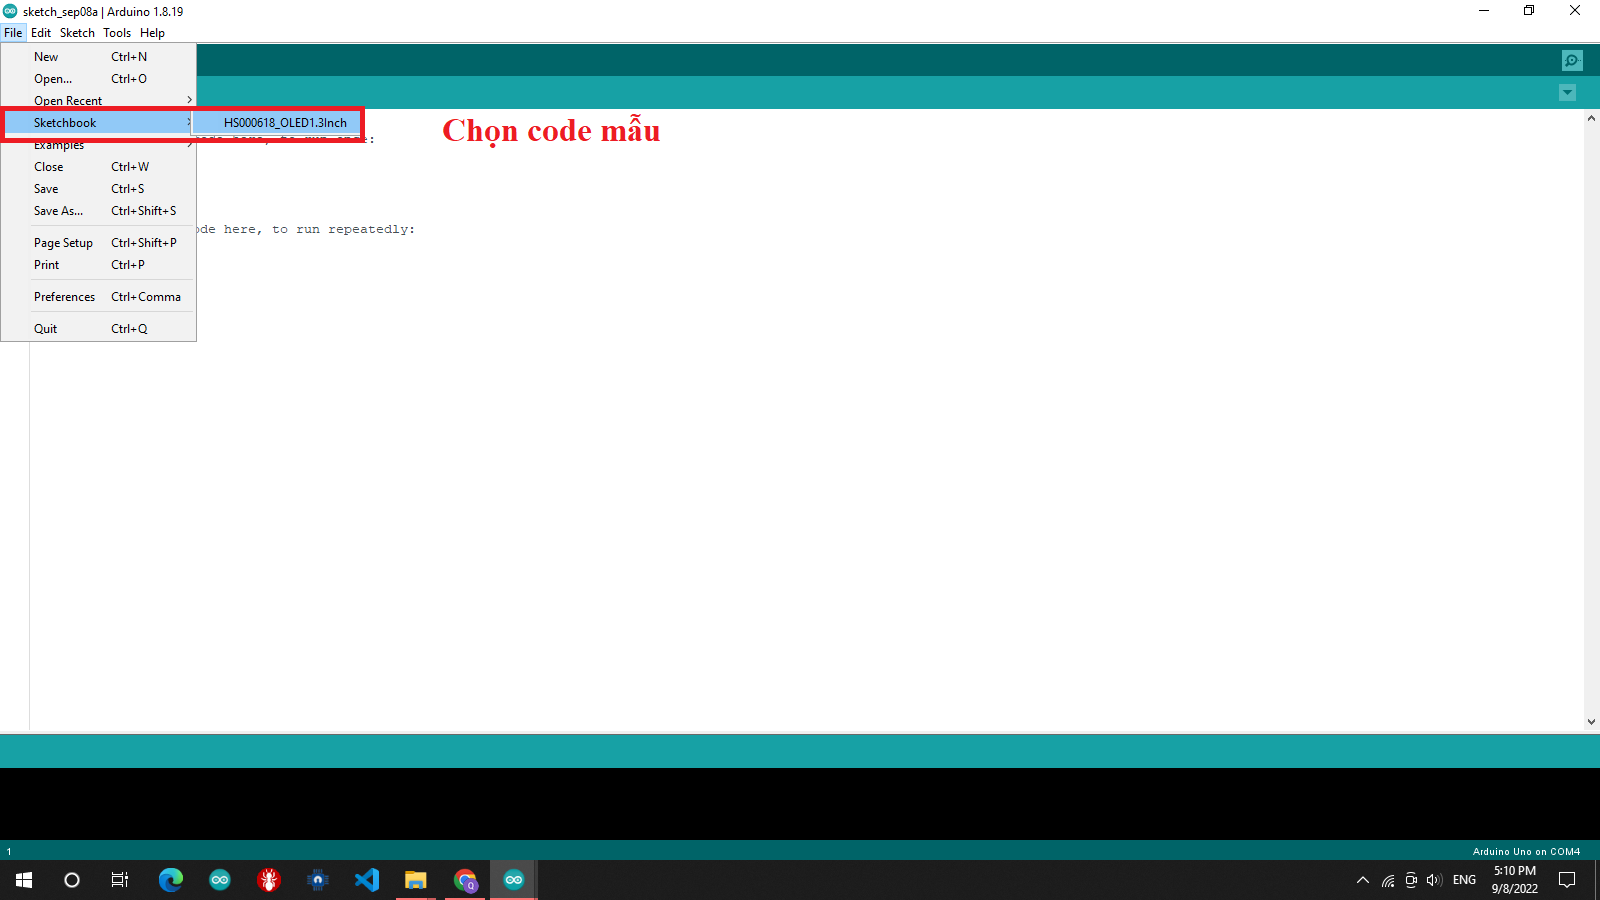 sketch_sep08a | Arduino 1.8.19
File Edit Sketch Tools Help
New Ctrl+N
Open... Ctrl+O
Open Recent
Sketchbook
HS000618_OLED1.3Inch
Chọn code mẫu
Examples
Close Ctrl+W
Save Ctrl+S
Save As... Ctrl+Shift+S
ode here, to run repeatedly:
Page Setup Ctrl+Shift+P
Print Ctrl+P
Preferences Ctrl+Comma
Quit Ctrl+Q
1
Arduino Uno on COM4
ENG
5:10 PM
9/8/2022